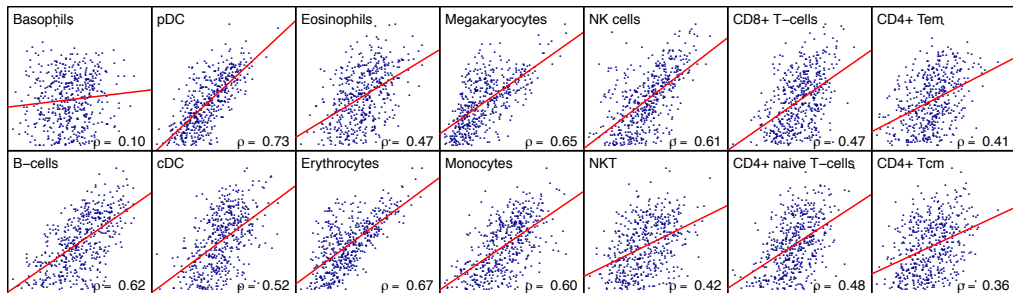 Basophils
ρ = 0.10
pDC
ρ = 0.73
Eosinophils
ρ = 0.47
Megakaryocytes
ρ = 0.65
NK cells
ρ = 0.61
CD8+ T−cells
ρ = 0.47
CD4+ Tem
ρ = 0.41
B−cells
ρ = 0.62
cDC
ρ = 0.52
Erythrocytes
ρ = 0.67
Monocytes
ρ = 0.60
NKT
ρ = 0.42
CD4+ naive T−cells
ρ = 0.48
CD4+ Tcm
ρ = 0.36